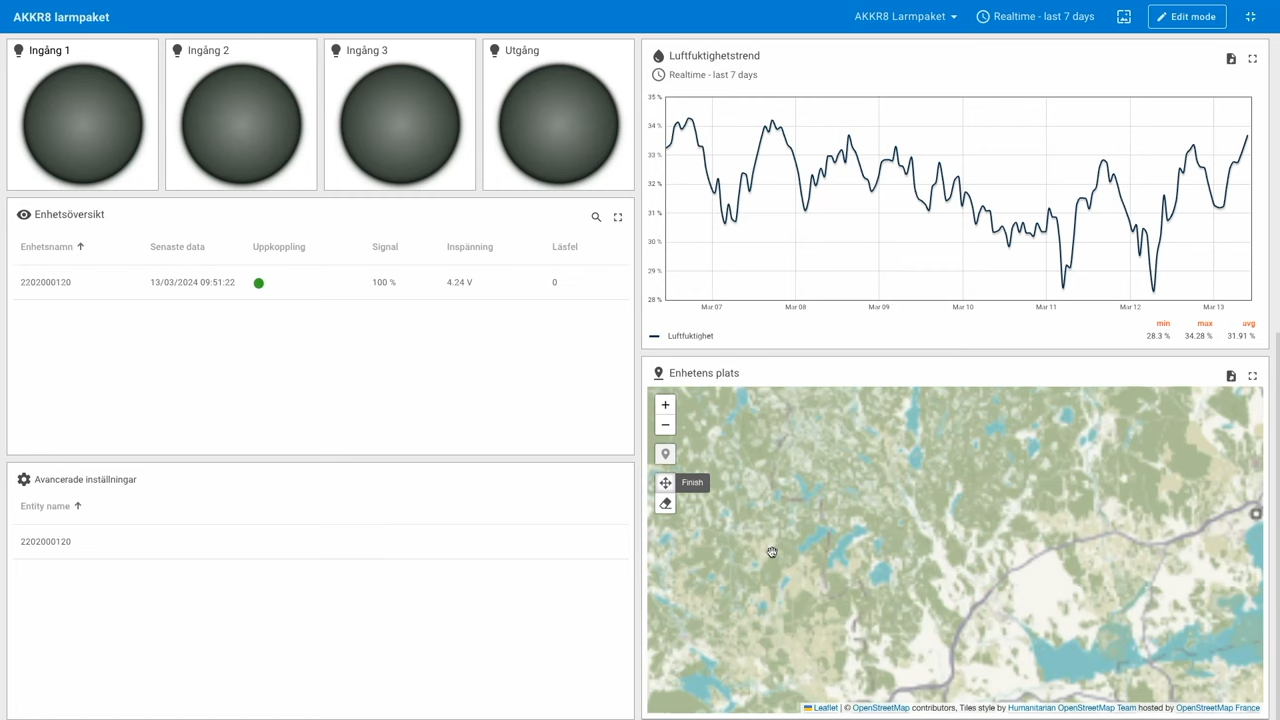 AKKR8 larmpaket
AKKR8 Larmpaket
Realtime - last 7 days
Edit mode
Ingång 1
Ingång 2
Ingång 3
Utgång
Enhetsöversikt
Enhetsnamn Senaste data Uppkoppling Signal Inspänning Läsfel
2202000120 13/03/2024 09:51:22 100 % 4.24 V 0
Avancerade inställningar
Entity name
2202000120
Luftfuktighetstrend
Realtime - last 7 days
35 %
34 %
33 %
32 %
31 %
30 %
29 %
28 %
Mar 07 Mar 08 Mar 09 Mar 10 Mar 11 Mar 12 Mar 13
min max avg
Luftfuktighet 28.3 % 34.28 % 31.91 %
Enhetens plats
+
−
Finish
Leaflet | © OpenStreetMap contributors, Tiles style by Humanitarian OpenStreetMap Team hosted by OpenStreetMap France